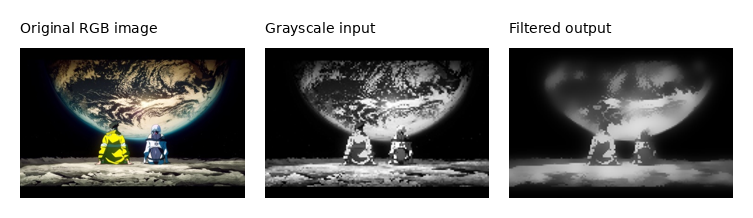 Original RGB image
Grayscale input
Filtered output